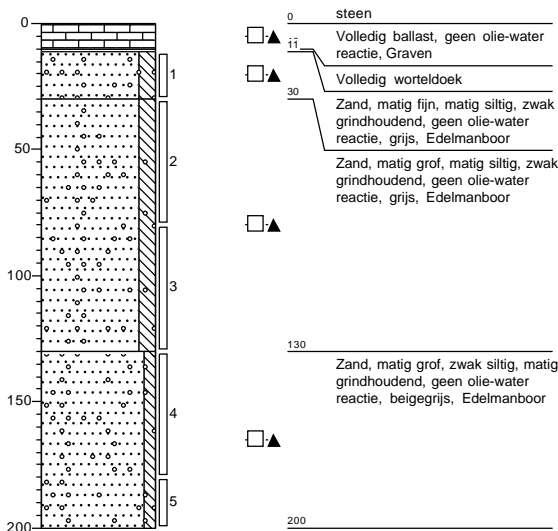 0
50
100
150
200
1
2
3
4
5
0
steen
Volledig ballast, geen olie-water
reactie, Graven
11
Volledig worteldoek
30
Zand, matig fijn, matig siltig, zwak
grindhoudend, geen olie-water
reactie, grijs, Edelmanboor
Zand, matig grof, matig siltig, zwak
grindhoudend, geen olie-water
reactie, grijs, Edelmanboor
130
Zand, matig grof, zwak siltig, matig
grindhoudend, geen olie-water
reactie, beigegrijs, Edelmanboor
200